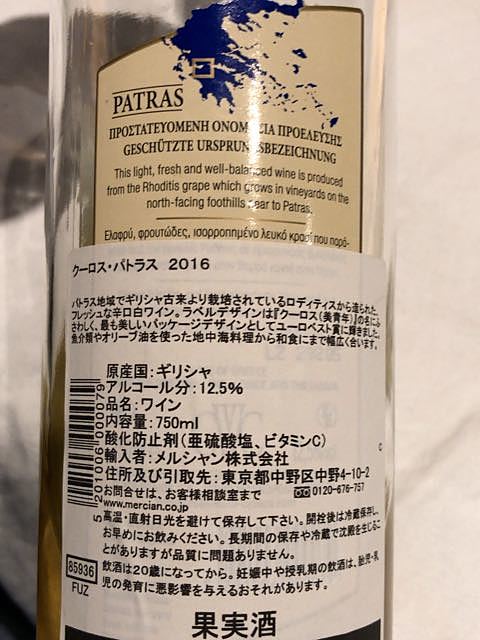 PATRAS
ΠΡΟΣΤΑΤΕΥΟΜΕΝΗ ΟΝΟΜΑΣΙΑ ΠΡΟΕΛΕΥΣΗΣ
GESCHÜTZTE URSPRUNGSBEZEICHNUNG
This light, fresh and well-balanced wine is produced
from the Rhoditis grape which grows in vineyards on the
north-facing foothills near to Patras.
Ελαφρύ, φρουτώδες, ισορροπημένο λευκό κρασί που παρά-
クーロス・パトラス 2016
パトラス地域でギリシャ古来より栽培されているロディティスから造られた、
フレッシュな辛口白ワイン。ラベルデザインは『クーロス(美青年)』の名にふ
さわしく、最も美しいパッケージデザインとしてユーロベスト賞に輝きました。
魚介類やオリーブ油を使った地中海料理から和食にまで幅広く合います。
原産国:ギリシャ
アルコール分:12.5%
品名:ワイン
内容量:750ml
酸化防止剤(亜硫酸塩、ビタミンC)
輸入者:メルシャン株式会社
住所及び引取先:東京都中野区中野4-10-2
お問合せは、お客様相談室まで 0120-676-757
www.mercian.co.jp
高温・直射日光を避けて保存して下さい。開栓後は冷蔵保存し、
お早めにお飲みください。長期間の保存や冷蔵で沈殿を生じるこ
とがありますが品質に問題ありません。
飲酒は20歳になってから。妊娠中や授乳期の飲酒は、胎児・乳
児の発育に悪影響を与えるおそれがあります。
5 201006 000079
85936
FUZ
C
果実酒